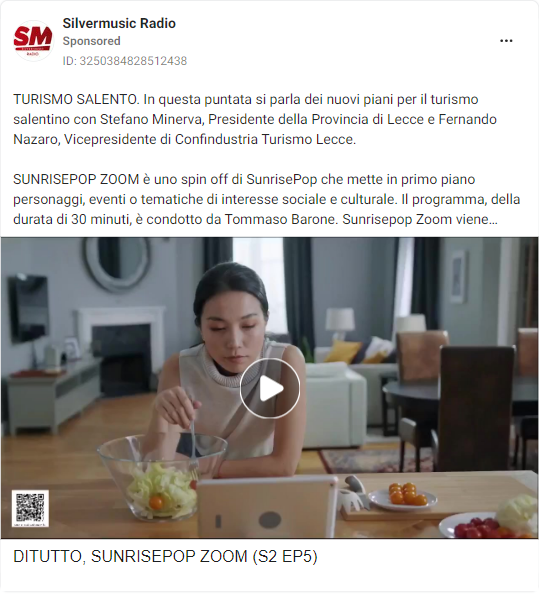 SM
RADIO
Silvermusic Radio
Sponsored
ID: 3250384828512438
TURISMO SALENTO. In questa puntata si parla dei nuovi piani per il turismo
salentino con Stefano Minerva, Presidente della Provincia di Lecce e Fernando
Nazaro, Vicepresidente di Confindustria Turismo Lecce.
SUNRISEPOP ZOOM è uno spin off di SunrisePop che mette in primo piano
personaggi, eventi o tematiche di interesse sociale e culturale. Il programma, della
durata di 30 minuti, è condotto da Tommaso Barone. Sunrisepop Zoom viene...
DITUTTO, SUNRISEPOP ZOOM (S2 EP5)